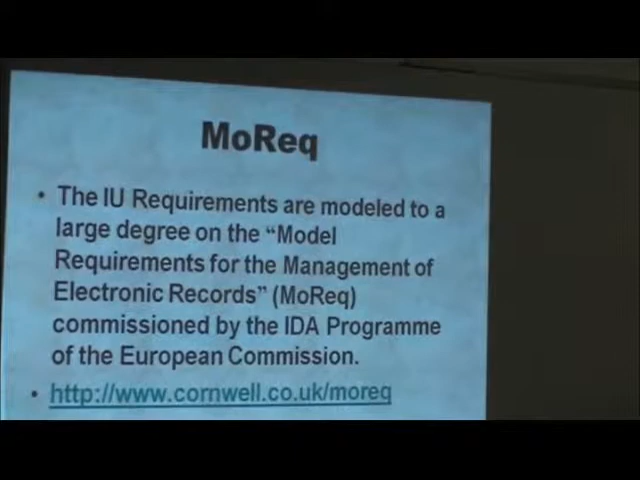 MoReq
• The IU Requirements are modeled to a
large degree on the “Model
Requirements for the Management of
Electronic Records” (MoReq)
commissioned by the IDA Programme
of the European Commission.
• http://www.cornwell.co.uk/moreq